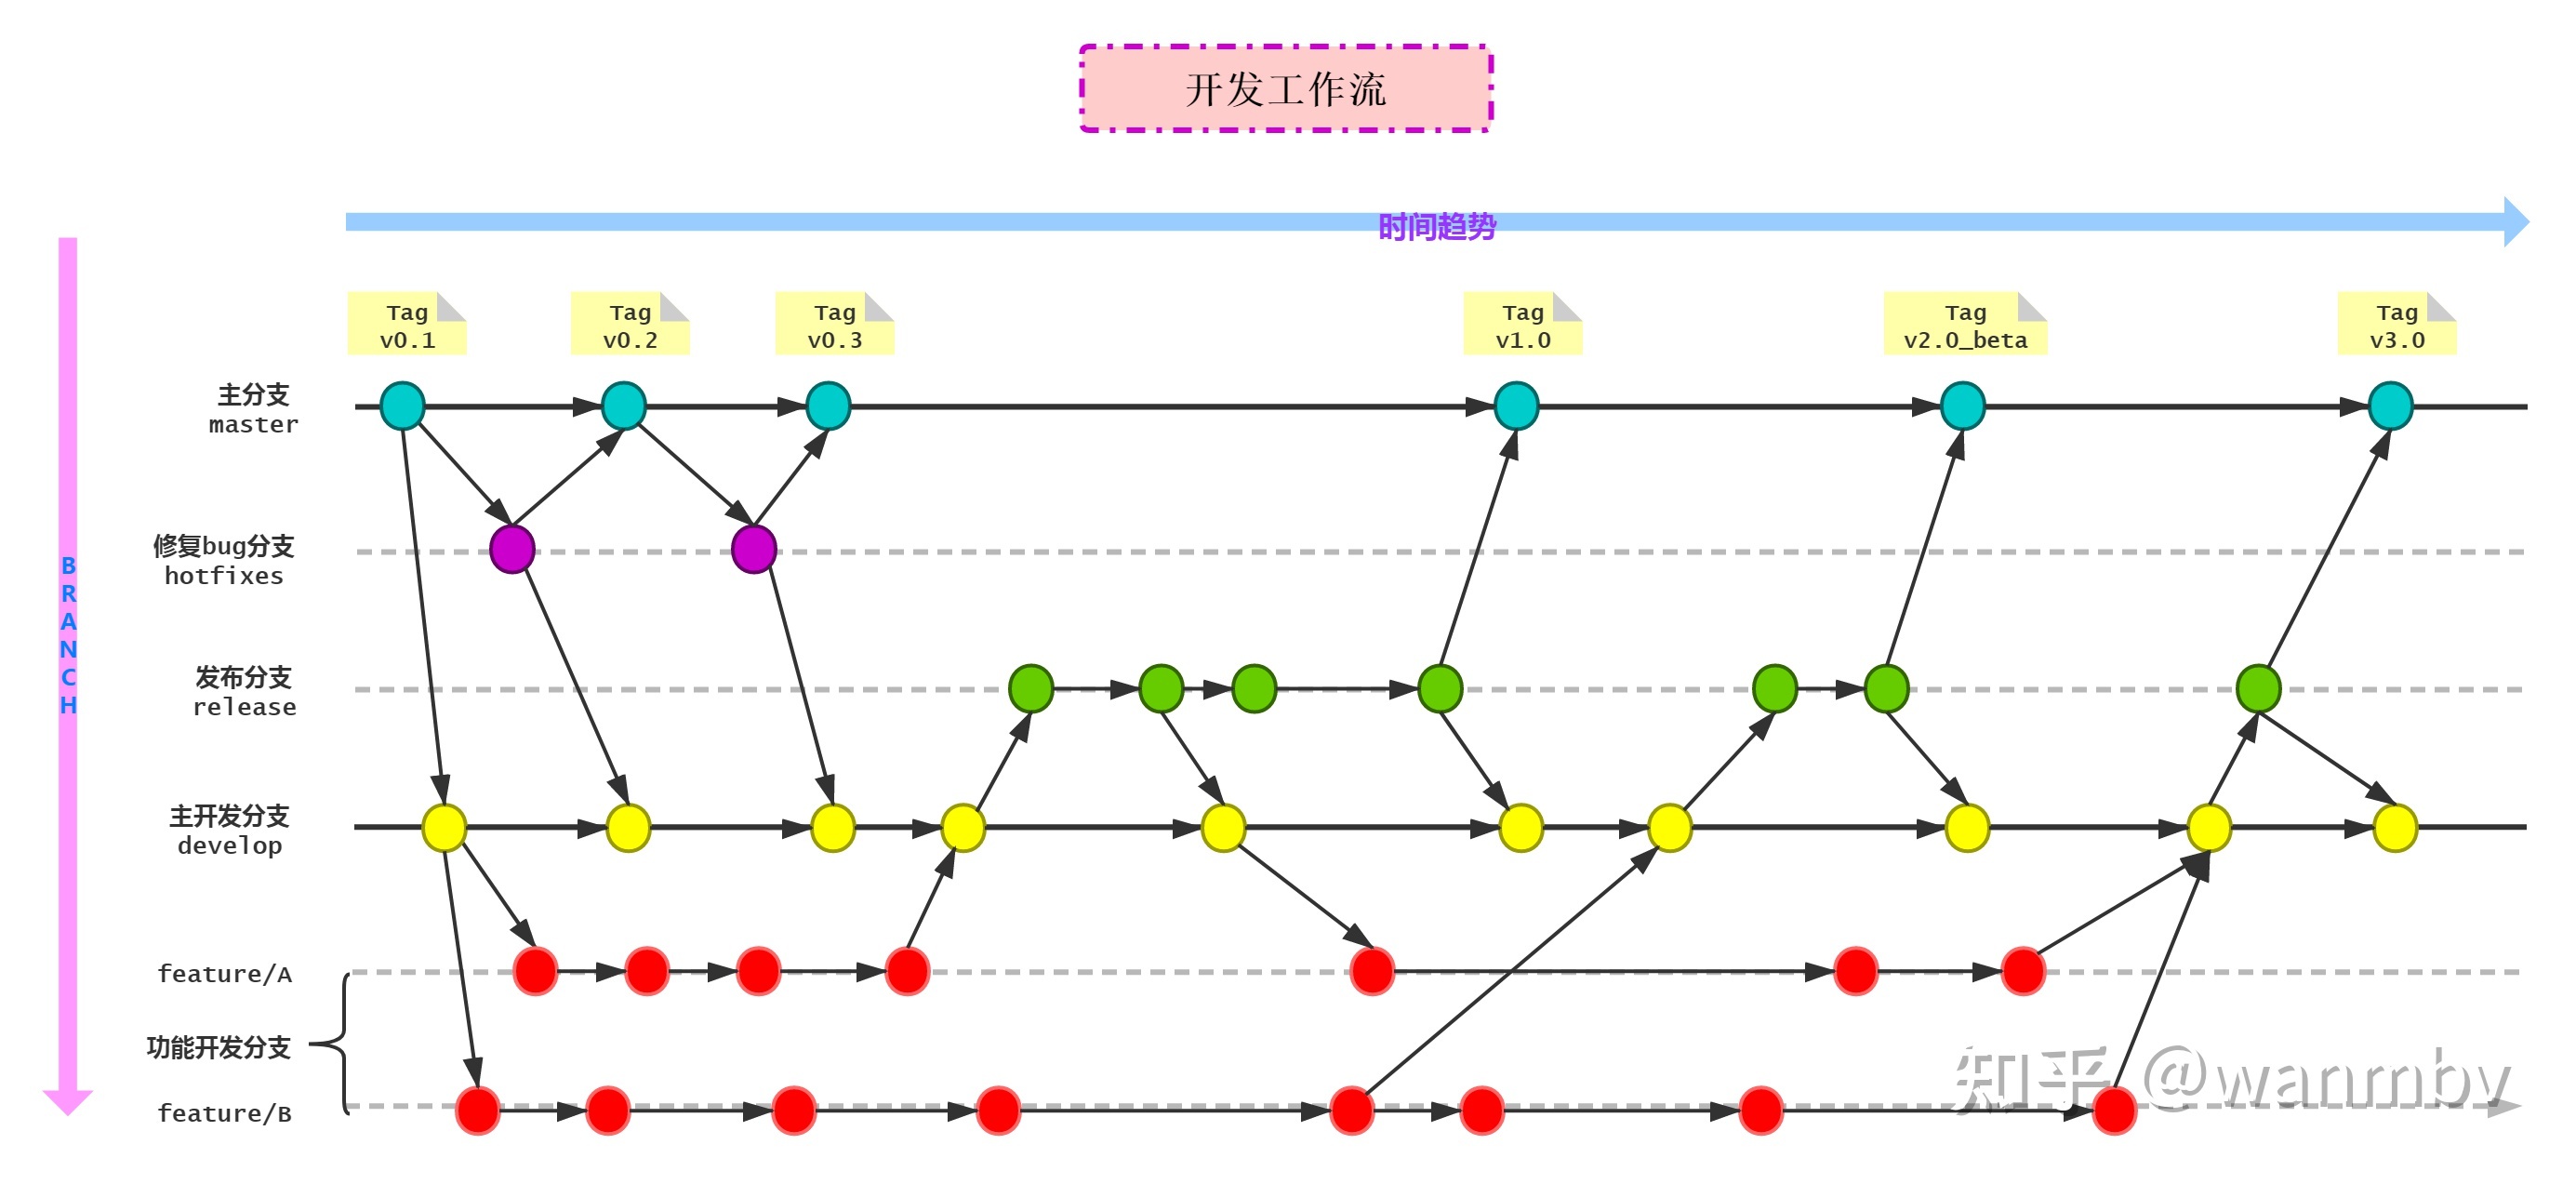 开发工作流
时间趋势
Tag
v0.1
Tag
v0.2
Tag
v0.3
Tag
v1.0
Tag
v2.0_beta
Tag
v3.0
主分支
master
修复bug分支
hotfixes
BRANCH
发布分支
release
主开发分支
develop
feature/A
功能开发分支
feature/B
知乎 @wanmby